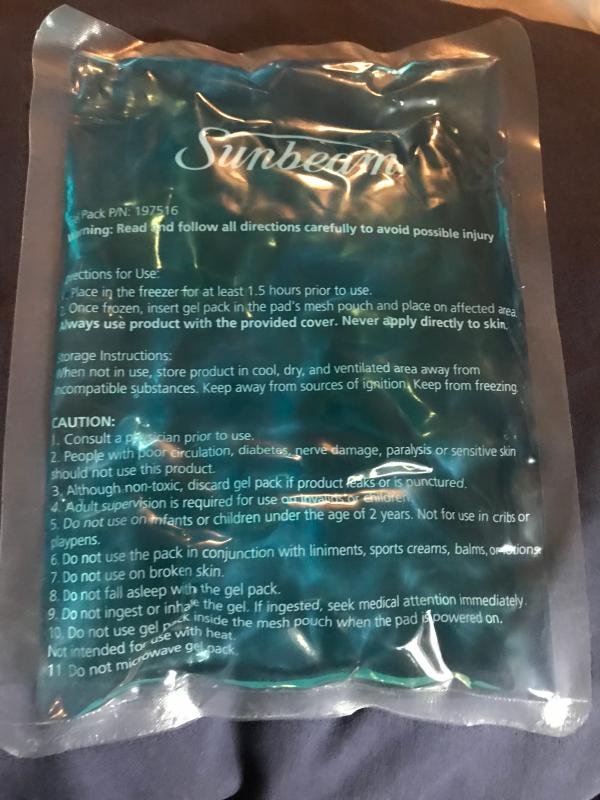 Sunbeam
Gel Pack P/N: 197516
Warning: Read and follow all directions carefully to avoid possible injury
Directions for Use:
1. Place in the freezer for at least 1.5 hours prior to use.
2. Once frozen, insert gel pack in the pad's mesh pouch and place on affected area.
Always use product with the provided cover. Never apply directly to skin.
Storage Instructions:
When not in use, store product in cool, dry, and ventilated area away from
incompatible substances. Keep away from sources of ignition. Keep from freezing
CAUTION:
1. Consult a physician prior to use.
2. People with poor circulation, diabetes, nerve damage, paralysis or sensitive skin
should not use this product.
3. Although non-toxic, discard gel pack if product leaks or is punctured.
4. Adult supervision is required for use on invalids or children.
5. Do not use on infants or children under the age of 2 years. Not for use in cribs or
playpens.
6. Do not use the pack in conjunction with liniments, sports creams, balms, or lotions.
7. Do not use on broken skin.
8. Do not fall asleep with the gel pack.
9. Do not ingest or inhale the gel. If ingested, seek medical attention immediately.
10. Do not use gel pack inside the mesh pouch when the pad is powered on.
Not intended for use with heat.
11 Do not microwave gel pack.